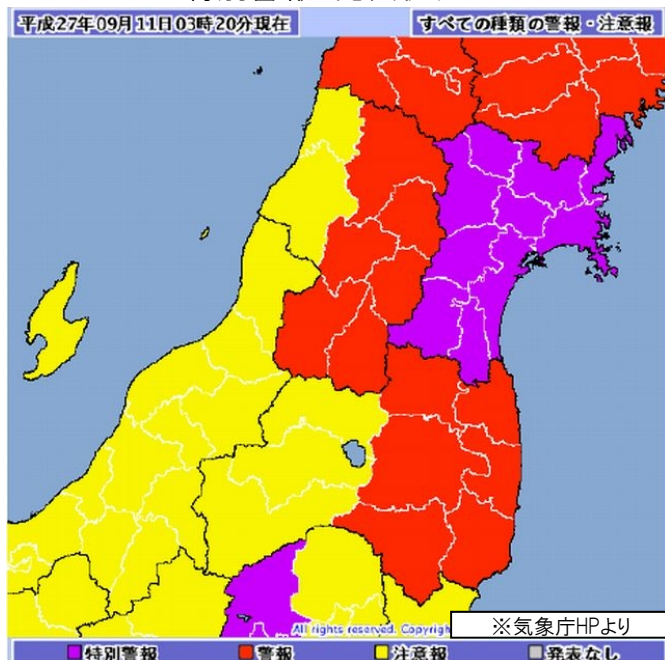 平成27年09月11日03時20分現在
すべての種類の警報・注意報
All rights reserved. Copyrigh
※気象庁HPより
特別警報
警報
注意報
発表なし